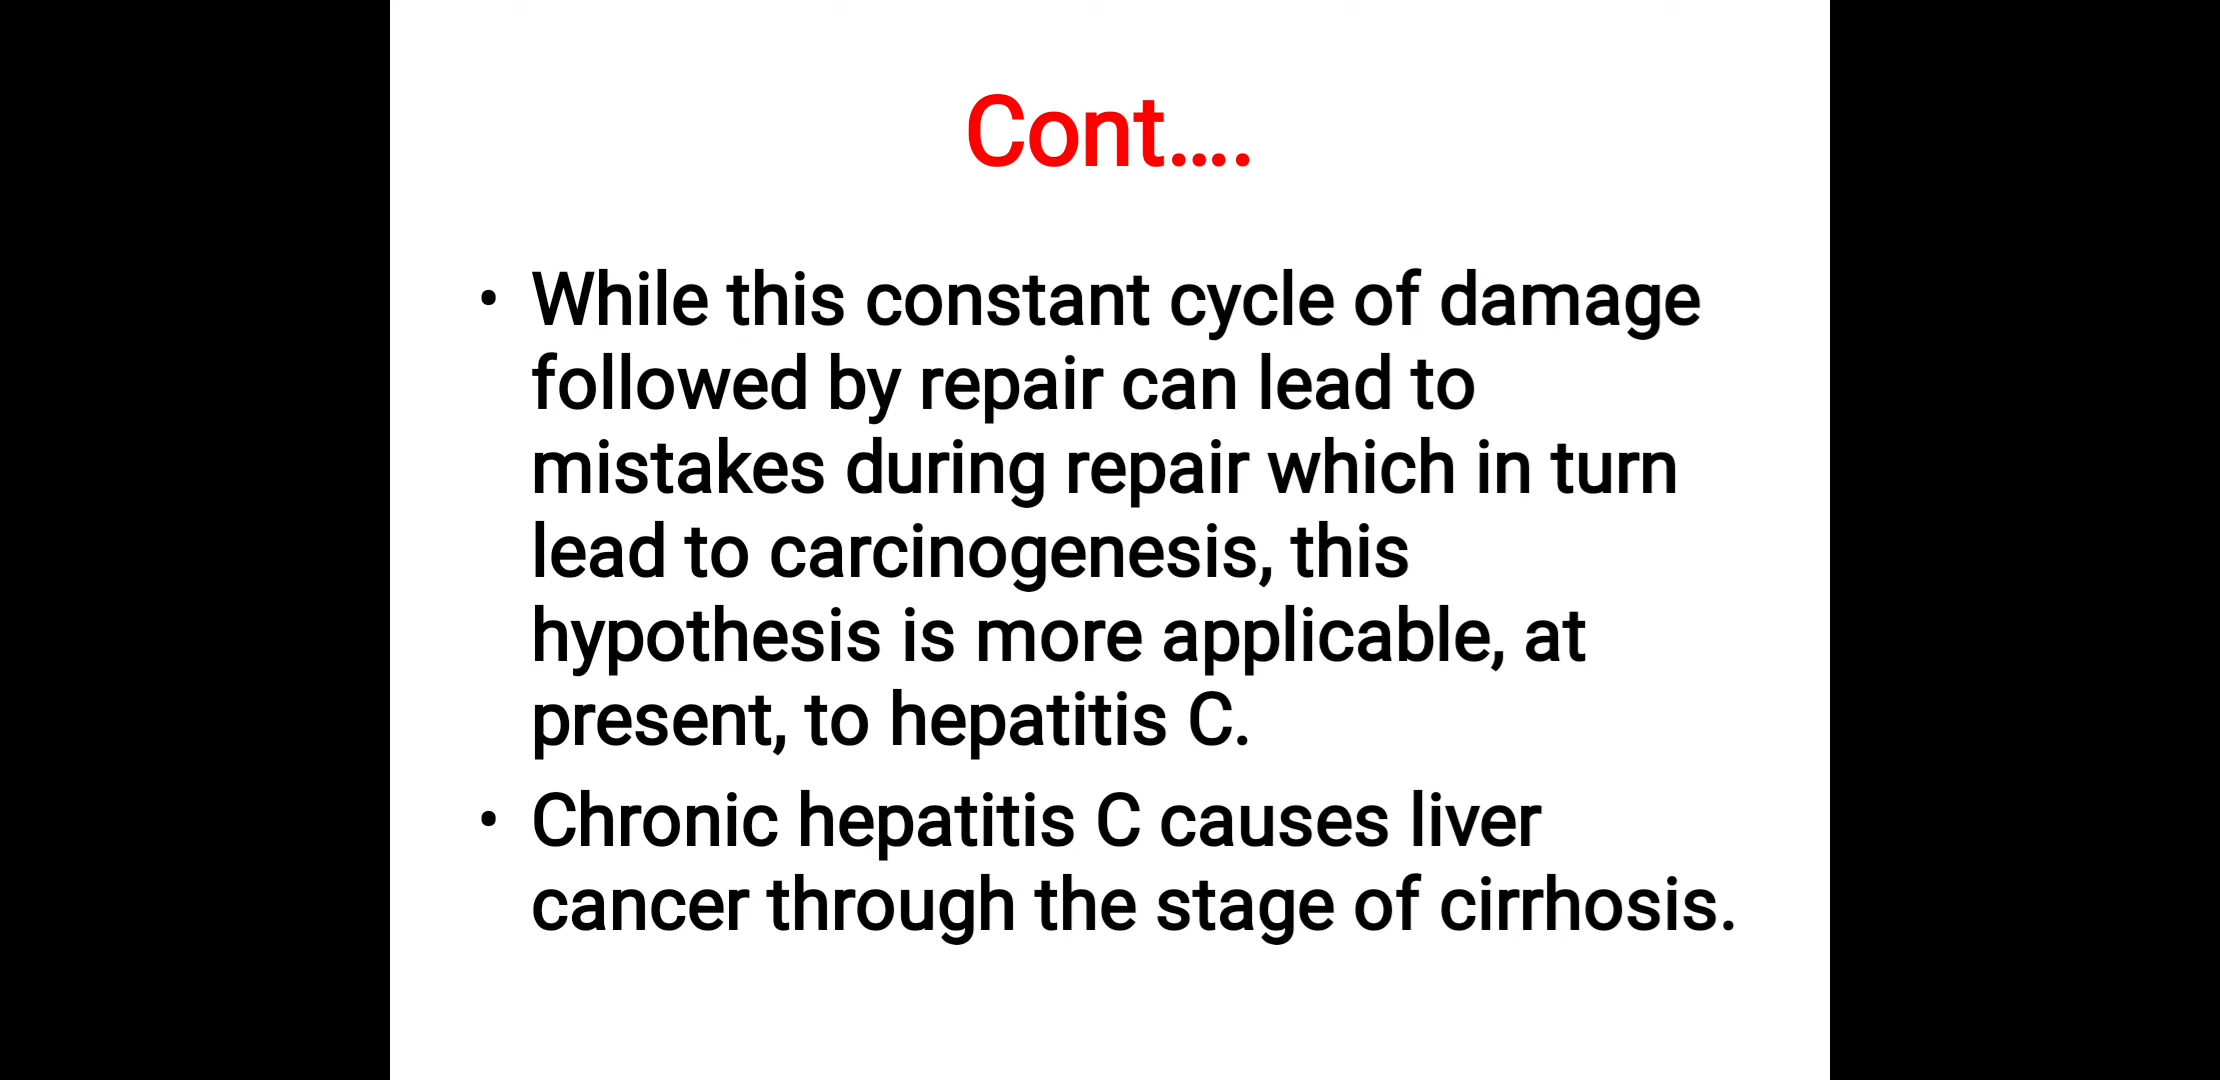 Cont....
• While this constant cycle of damage
followed by repair can lead to
mistakes during repair which in turn
lead to carcinogenesis, this
hypothesis is more applicable, at
present, to hepatitis C.
• Chronic hepatitis C causes liver
cancer through the stage of cirrhosis.